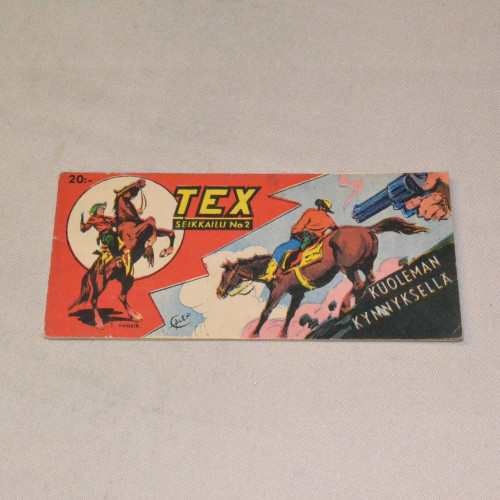 20:-
TEX
SEIKKAILU No 2
KUOLEMAN
KYNNYKSELLÄ